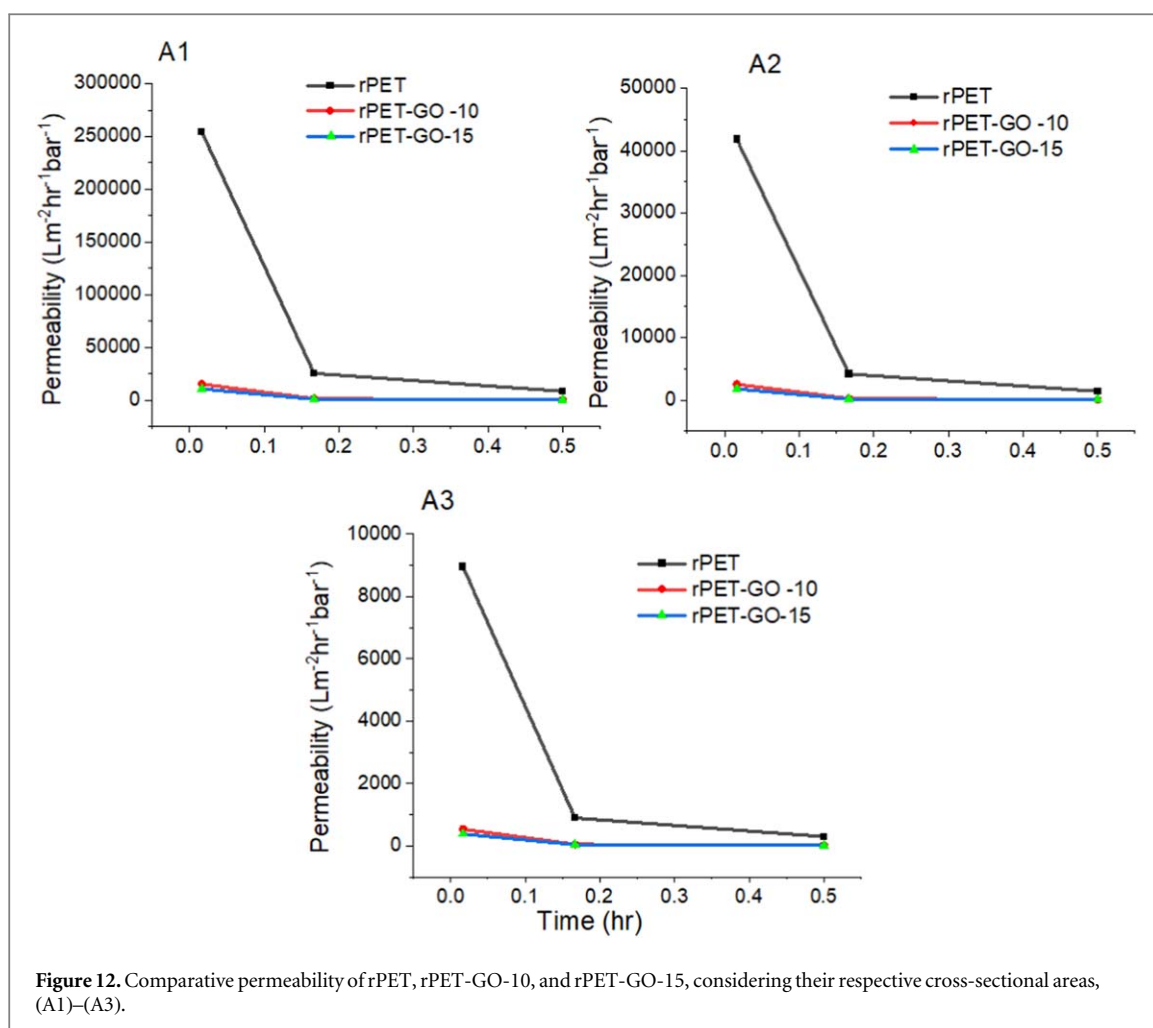 A1
300000
250000
200000
150000
100000
50000
0
Permeability (Lm⁻²hr⁻¹bar⁻¹)
rPET
rPET-GO -10
rPET-GO-15
0.0 0.1 0.2 0.3 0.4 0.5
A2
50000
40000
30000
20000
10000
0
Permeability (Lm⁻²hr⁻¹bar⁻¹)
rPET
rPET-GO -10
rPET-GO-15
0.0 0.1 0.2 0.3 0.4 0.5
A3
10000
8000
6000
4000
2000
0
Permeability (Lm⁻²hr⁻¹bar⁻¹)
rPET
rPET-GO -10
rPET-GO-15
0.0 0.1 0.2 0.3 0.4 0.5
Time (hr)
Figure 12. Comparative permeability of rPET, rPET-GO-10, and rPET-GO-15, considering their respective cross-sectional areas,
(A1)–(A3).